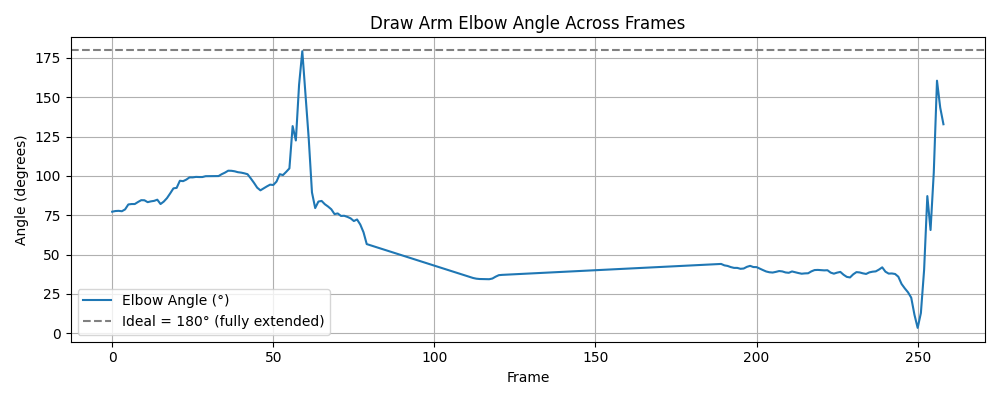 Draw Arm Elbow Angle Across Frames
Angle (degrees)
175
150
125
100
75
50
25
0
Elbow Angle (°)
Ideal = 180° (fully extended)
0 50 100 150 200 250
Frame